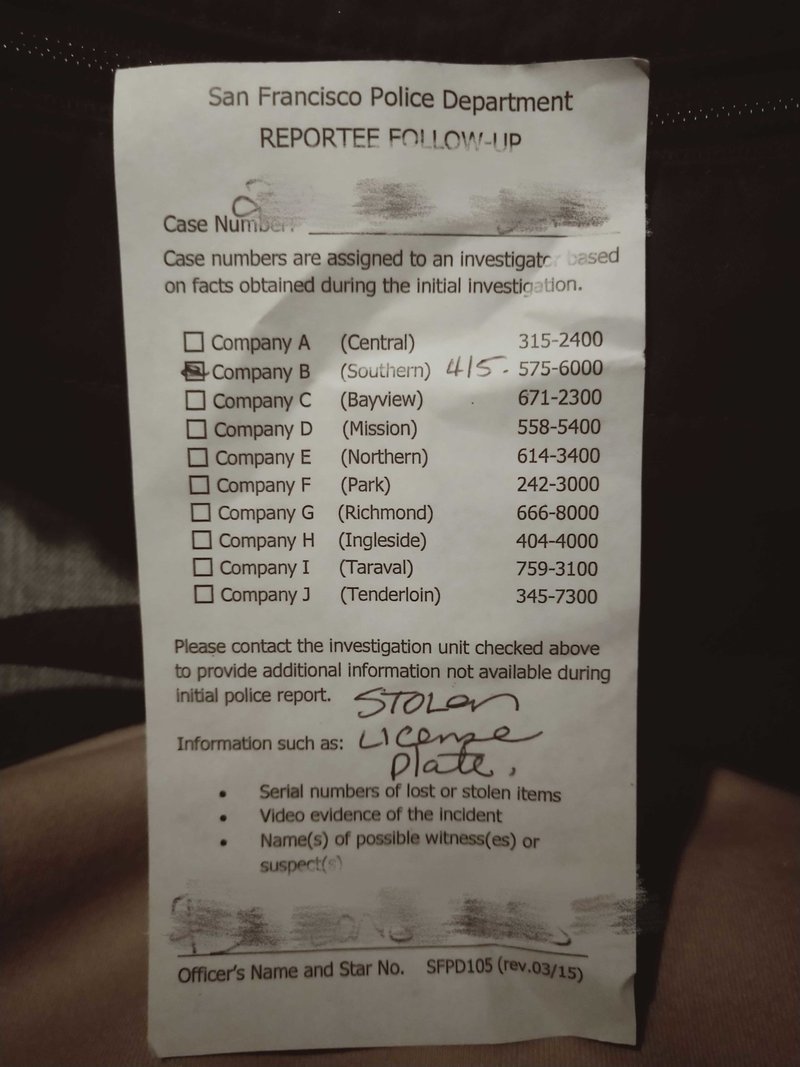 San Francisco Police Department
REPORTEE FOLLOW-UP
Case Number:
Case numbers are assigned to an investigator based
on facts obtained during the initial investigation.
Company A (Central) 315-2400
Company B (Southern) 415- 575-6000
Company C (Bayview) 671-2300
Company D (Mission) 558-5400
Company E (Northern) 614-3400
Company F (Park) 242-3000
Company G (Richmond) 666-8000
Company H (Ingleside) 404-4000
Company I (Taraval) 759-3100
Company J (Tenderloin) 345-7300
Please contact the investigation unit checked above
to provide additional information not available during
initial police report. STOLEN
Information such as: License
Plate,
• Serial numbers of lost or stolen items
• Video evidence of the incident
• Name(s) of possible witness(es) or
suspect(s)
Officer's Name and Star No. SFPD105 (rev.03/15)